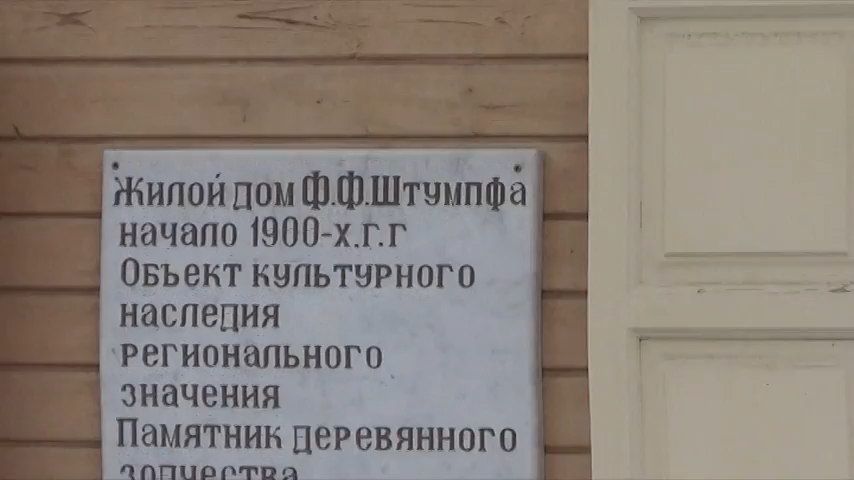 Жилой дом Ф.Ф.Штумпфа
начало 1900-х.г.г
Объект культурного
наследия
регионального
значения
Памятник деревянного
зодчества